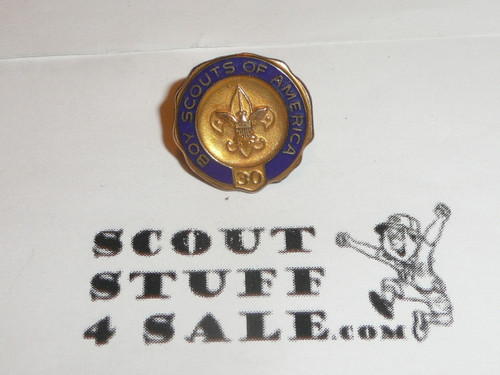 BOY SCOUTS OF AMERICA
30
SCOUT
STUFF
4 SALE.COM